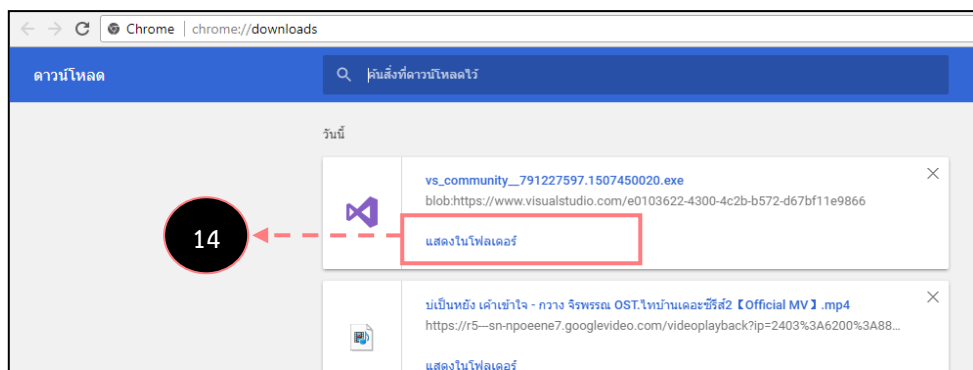 Chrome | chrome://downloads
ดาวน์โหลด
ค้นสิ่งที่ดาวน์โหลดไว้
วันนี้
vs_community__791227597.1507450020.exe
blob:https://www.visualstudio.com/e0103622-4300-4c2b-b572-d67bf11e9866
แสดงในโฟลเดอร์
14
บ่เป็นหยัง เค้าเข้าใจ - กวาง จิรพรรณ OST.ไทบ้านเดอะซีรีส์2【Official MV】.mp4
https://r5---sn-npoeene7.googlevideo.com/videoplayback?ip=2403%3A6200%3A88...
แสดงในโฟลเดอร์